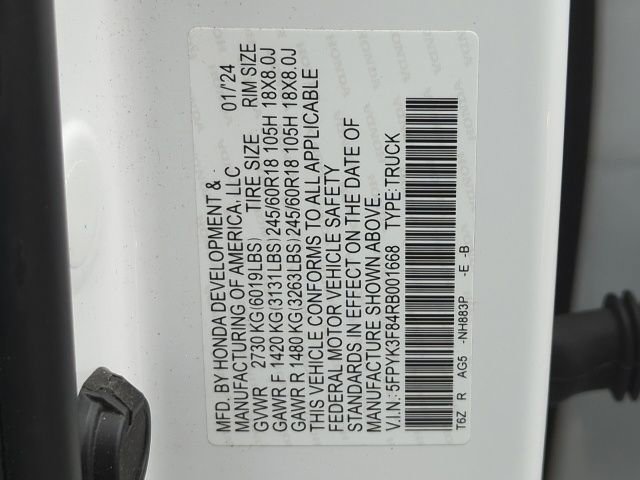 MFD. BY HONDA DEVELOPMENT &
MANUFACTURING OF AMERICA, LLC 01/'24
GVWR 2730 KG(6019LBS) TIRE SIZE RIM SIZE
GAWR F 1420 KG(3131LBS)245/60R18 105H 18X8.0J
GAWR R 1480 KG(3263LBS)245/60R18 105H 18X8.0J
THIS VEHICLE CONFORMS TO ALL APPLICABLE
FEDERAL MOTOR VEHICLE SAFETY
STANDARDS IN EFFECT ON THE DATE OF
MANUFACTURE SHOWN ABOVE.
V.I.N: 5FPYK3F84RB001668 TYPE:TRUCK
T6Z R AG5 -NH883P -E -B